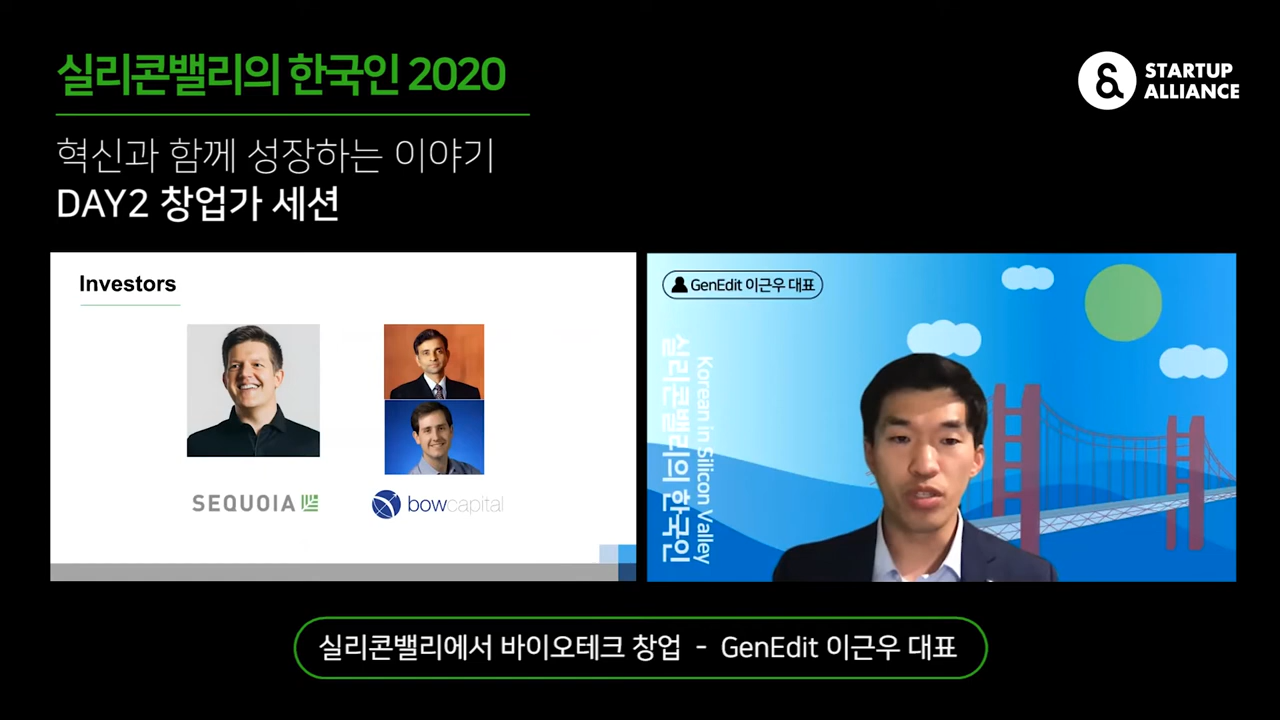 실리콘밸리의 한국인 2020
STARTUP
ALLIANCE
혁신과 함께 성장하는 이야기
DAY2 창업가 세션
Investors
SEQUOIA
bowcapital
GenEdit 이근우 대표
Korean in Silicon Valley
실리콘밸리의 한국인
실리콘밸리에서 바이오테크 창업 - GenEdit 이근우 대표